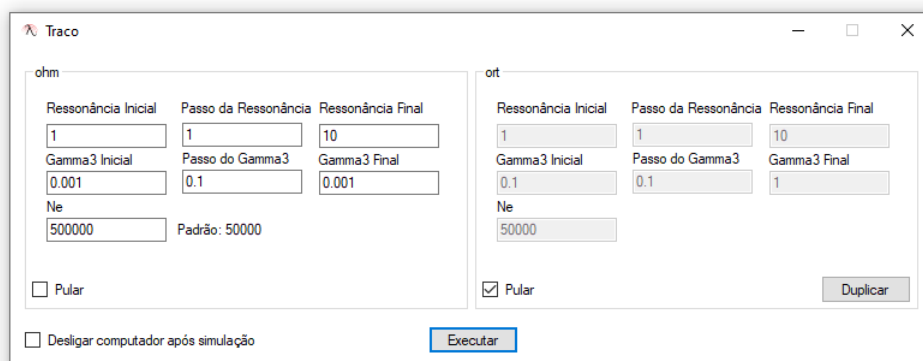 Traco
ohm
Ressonância Inicial Passo da Ressonância Ressonância Final
1 1 10
Gamma3 Inicial Passo do Gamma3 Gamma3 Final
0.001 0.1 0.001
Ne
500000 Padrão: 50000
Pular
ort
Ressonância Inicial Passo da Ressonância Ressonância Final
1 1 10
Gamma3 Inicial Passo do Gamma3 Gamma3 Final
0.1 0.1 1
Ne
50000
Pular Duplicar
Desligar computador após simulação Executar